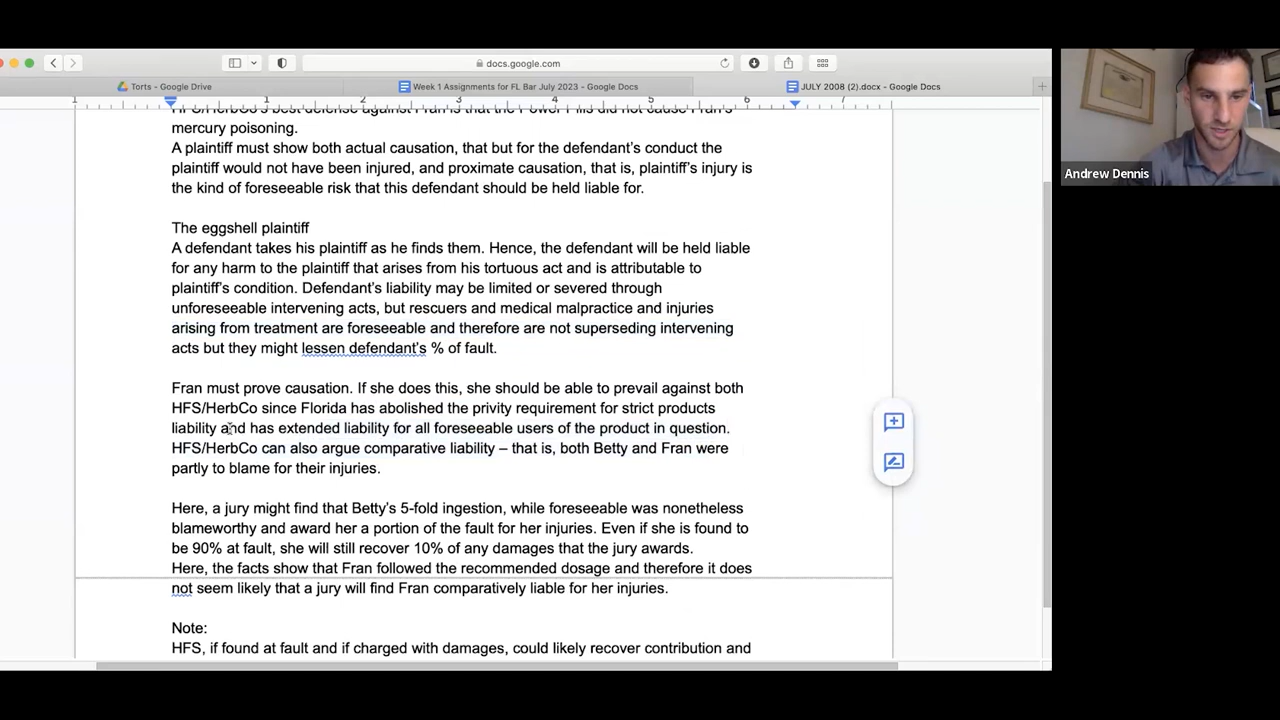 docs.google.com
Torts - Google Drive
Week 1 Assignments for FL Bar July 2023 - Google Docs
JULY 2008 (2).docx - Google Docs
1 1 2 3 4 5 6 7
mercury poisoning.
A plaintiff must show both actual causation, that but for the defendant's conduct the
plaintiff would not have been injured, and proximate causation, that is, plaintiff's injury is
the kind of foreseeable risk that this defendant should be held liable for.
The eggshell plaintiff
A defendant takes his plaintiff as he finds them. Hence, the defendant will be held liable
for any harm to the plaintiff that arises from his tortuous act and is attributable to
plaintiff's condition. Defendant's liability may be limited or severed through
unforeseeable intervening acts, but rescuers and medical malpractice and injuries
arising from treatment are foreseeable and therefore are not superseding intervening
acts but they might lessen defendant's % of fault.
Fran must prove causation. If she does this, she should be able to prevail against both
HFS/HerbCo since Florida has abolished the privity requirement for strict products
liability and has extended liability for all foreseeable users of the product in question.
HFS/HerbCo can also argue comparative liability – that is, both Betty and Fran were
partly to blame for their injuries.
Here, a jury might find that Betty's 5-fold ingestion, while foreseeable was nonetheless
blameworthy and award her a portion of the fault for her injuries. Even if she is found to
be 90% at fault, she will still recover 10% of any damages that the jury awards.
Here, the facts show that Fran followed the recommended dosage and therefore it does
not seem likely that a jury will find Fran comparatively liable for her injuries.
Note:
HFS, if found at fault and if charged with damages, could likely recover contribution and
Andrew Dennis